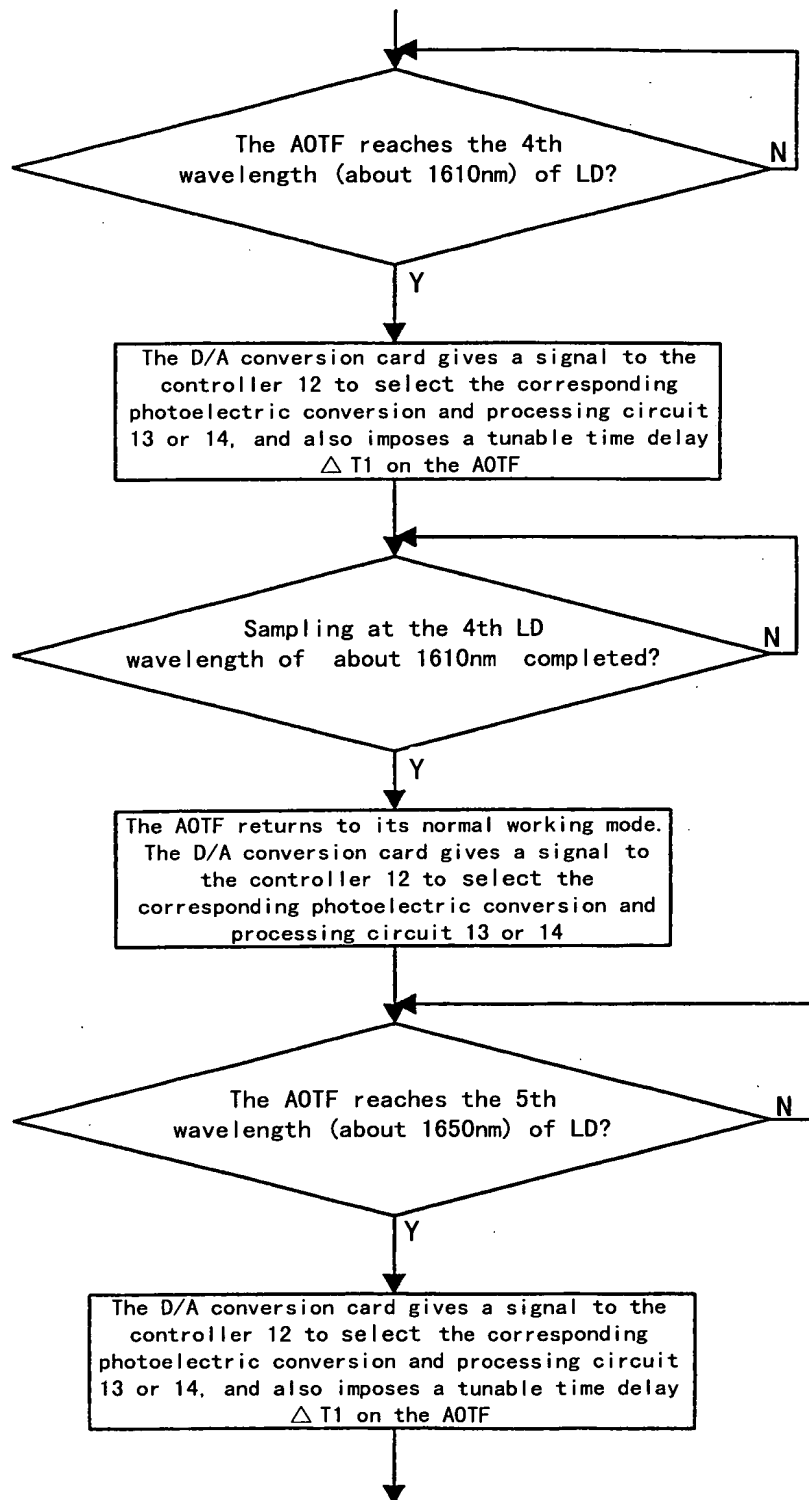 The AOTF reaches the 4th
wavelength (about 1610nm) of LD?
N
Y
The D/A conversion card gives a signal to the
controller 12 to select the corresponding
photoelectric conversion and processing circuit
13 or 14, and also imposes a tunable time delay
△ T1 on the AOTF
Sampling at the 4th LD
wavelength of about 1610nm completed?
N
Y
The AOTF returns to its normal working mode.
The D/A conversion card gives a signal to
the controller 12 to select the
corresponding photoelectric conversion and
processing circuit 13 or 14
The AOTF reaches the 5th
wavelength (about 1650nm) of LD?
N
Y
The D/A conversion card gives a signal to the
controller 12 to select the corresponding
photoelectric conversion and processing circuit
13 or 14, and also imposes a tunable time delay
△ T1 on the AOTF